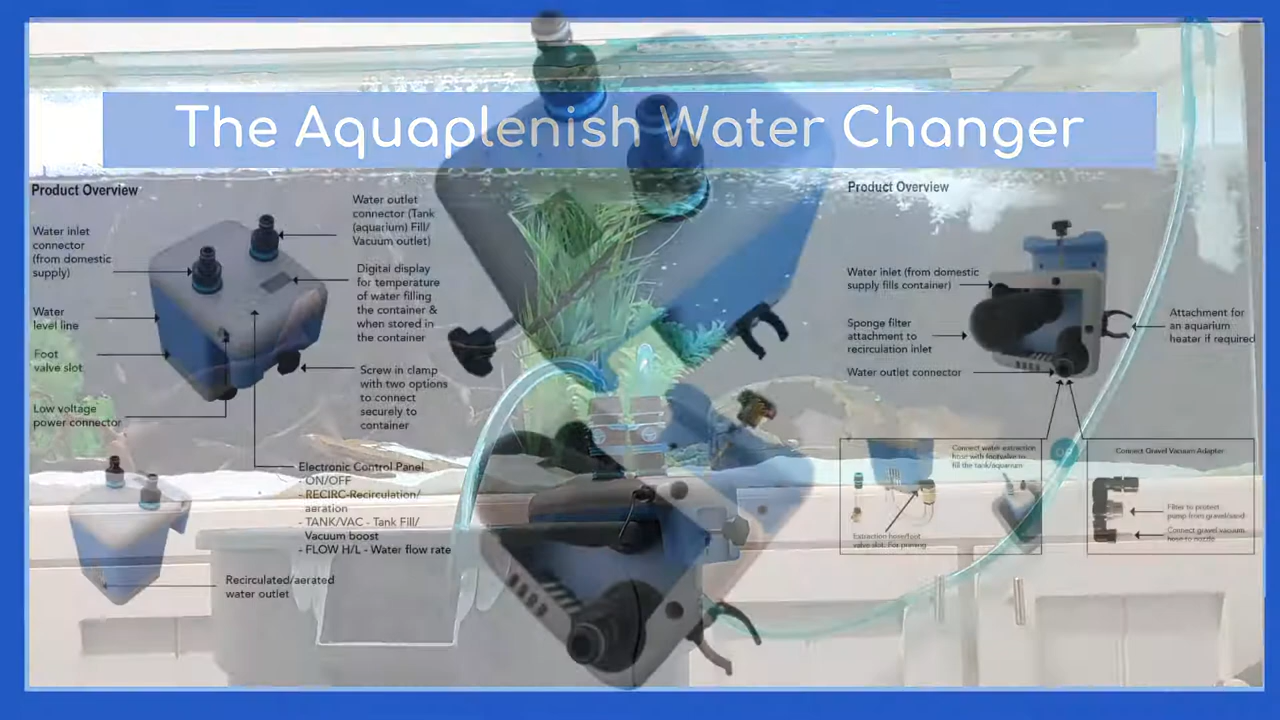 The Aquaplenish Water Changer
Product Overview
Water inlet
connector
(from domestic
supply)
Water
level line
Foot
valve slot
Low voltage
power connector
Water outlet
connector (Tank
(aquarium) Fill/
Vacuum outlet)
Digital display
for temperature
of water filling
the container &
when stored in
the container
Screw in clamp
with two options
to connect
securely to
container
Electronic Control Panel
- ON/OFF
- RECIRC-Recirculation/
aeration
- TANK/VAC - Tank Fill/
Vacuum boost
- FLOW H/L - Water flow rate
Recirculated/aerated
water outlet
Product Overview
Water inlet (from domestic
supply fills container)
Sponge filter
attachment to
recirculation inlet
Water outlet connector
Attachment for
an aquarium
heater if required
Connect water extraction
hose with footvalve to
fill the tank/aquarium
Extraction hose/foot
valve slot. For priming
Connect Gravel Vacuum Adapter
Filter to protect
pump from gravel/sand
Connect gravel vacuum
hose to nozzle